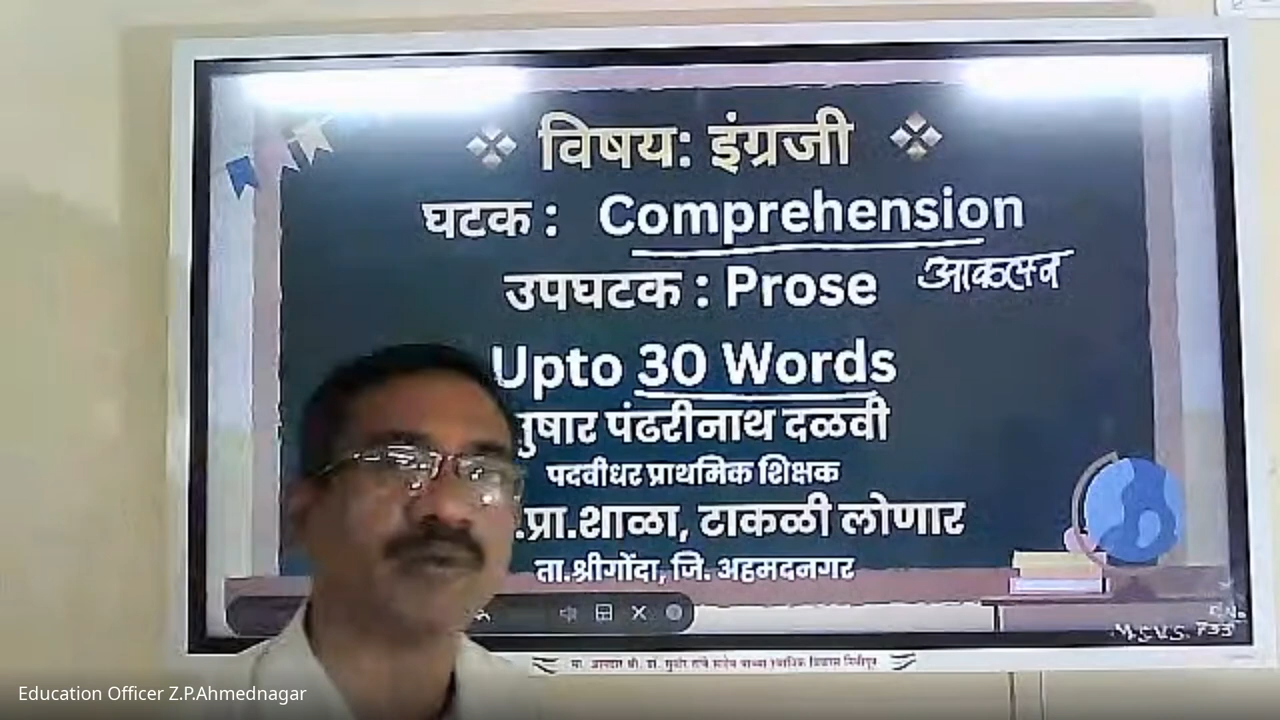 विषय: इंग्रजी
घटक : Comprehension
उपघटक : Prose आकलन
Upto 30 Words
पंढरीनाथ दळवी
पदवीधर प्राथमिक शिक्षक
.प्रा.शाळा, टाकळी लोणार
ता.श्रीगोंदा, जि. अहमदनगर
M.S.V.S. 733
Education Officer Z.P.Ahmednagar